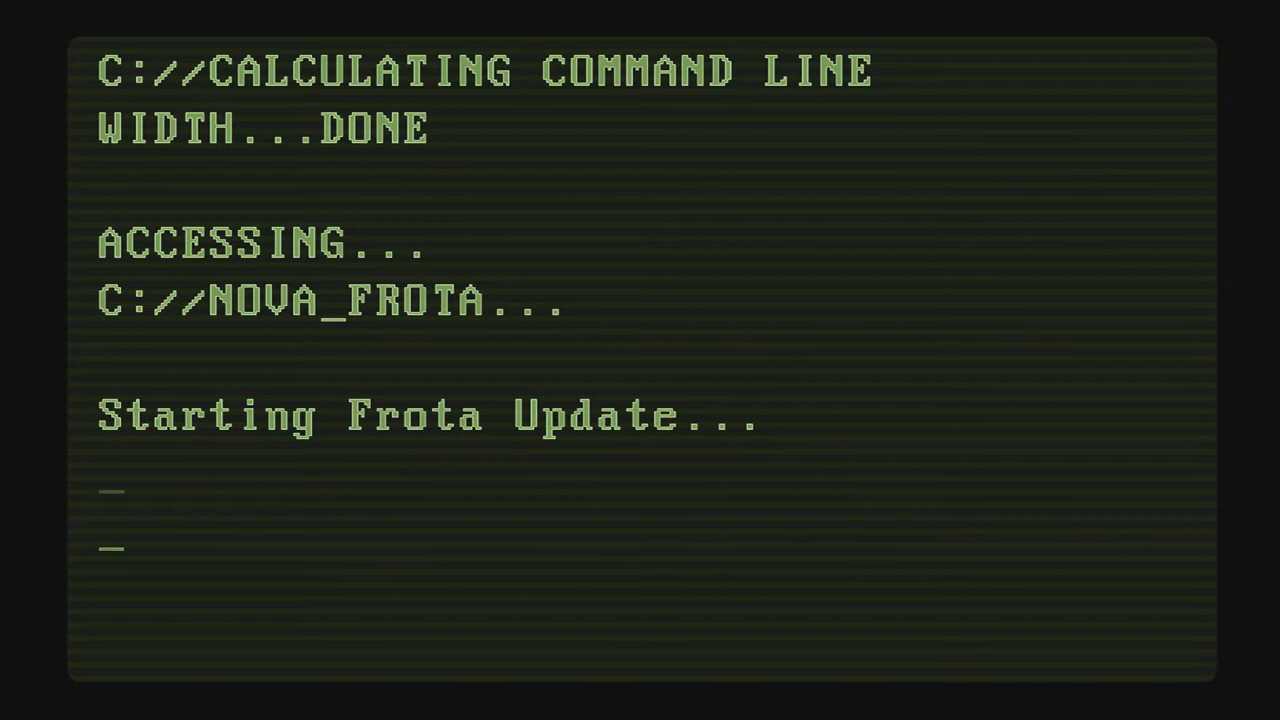 C://CALCULATING COMMAND LINE
WIDTH...DONE
ACCESSING...
C://NOVA_FROTA...
Starting Frota Update...
_
_